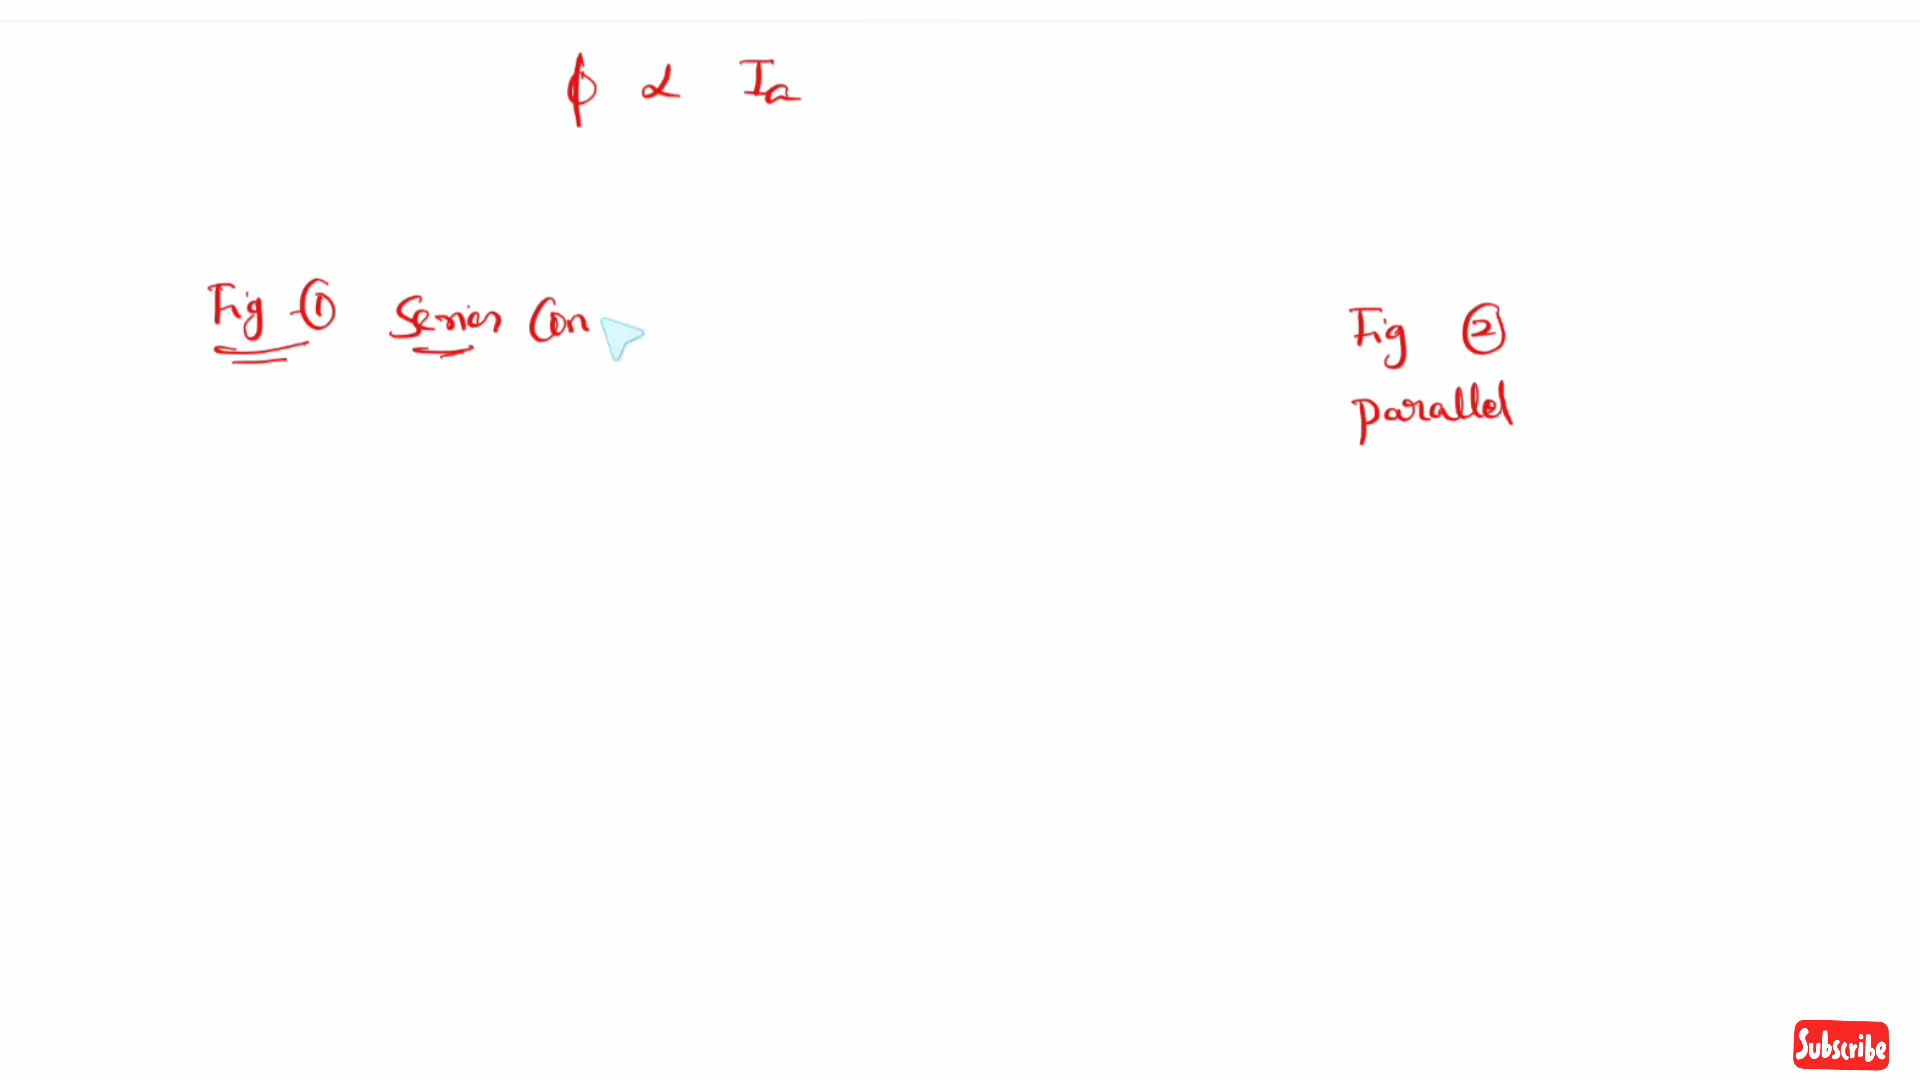 ϕ α Ia
Fig -① Series Con
Fig ②
parallel
Subscribe